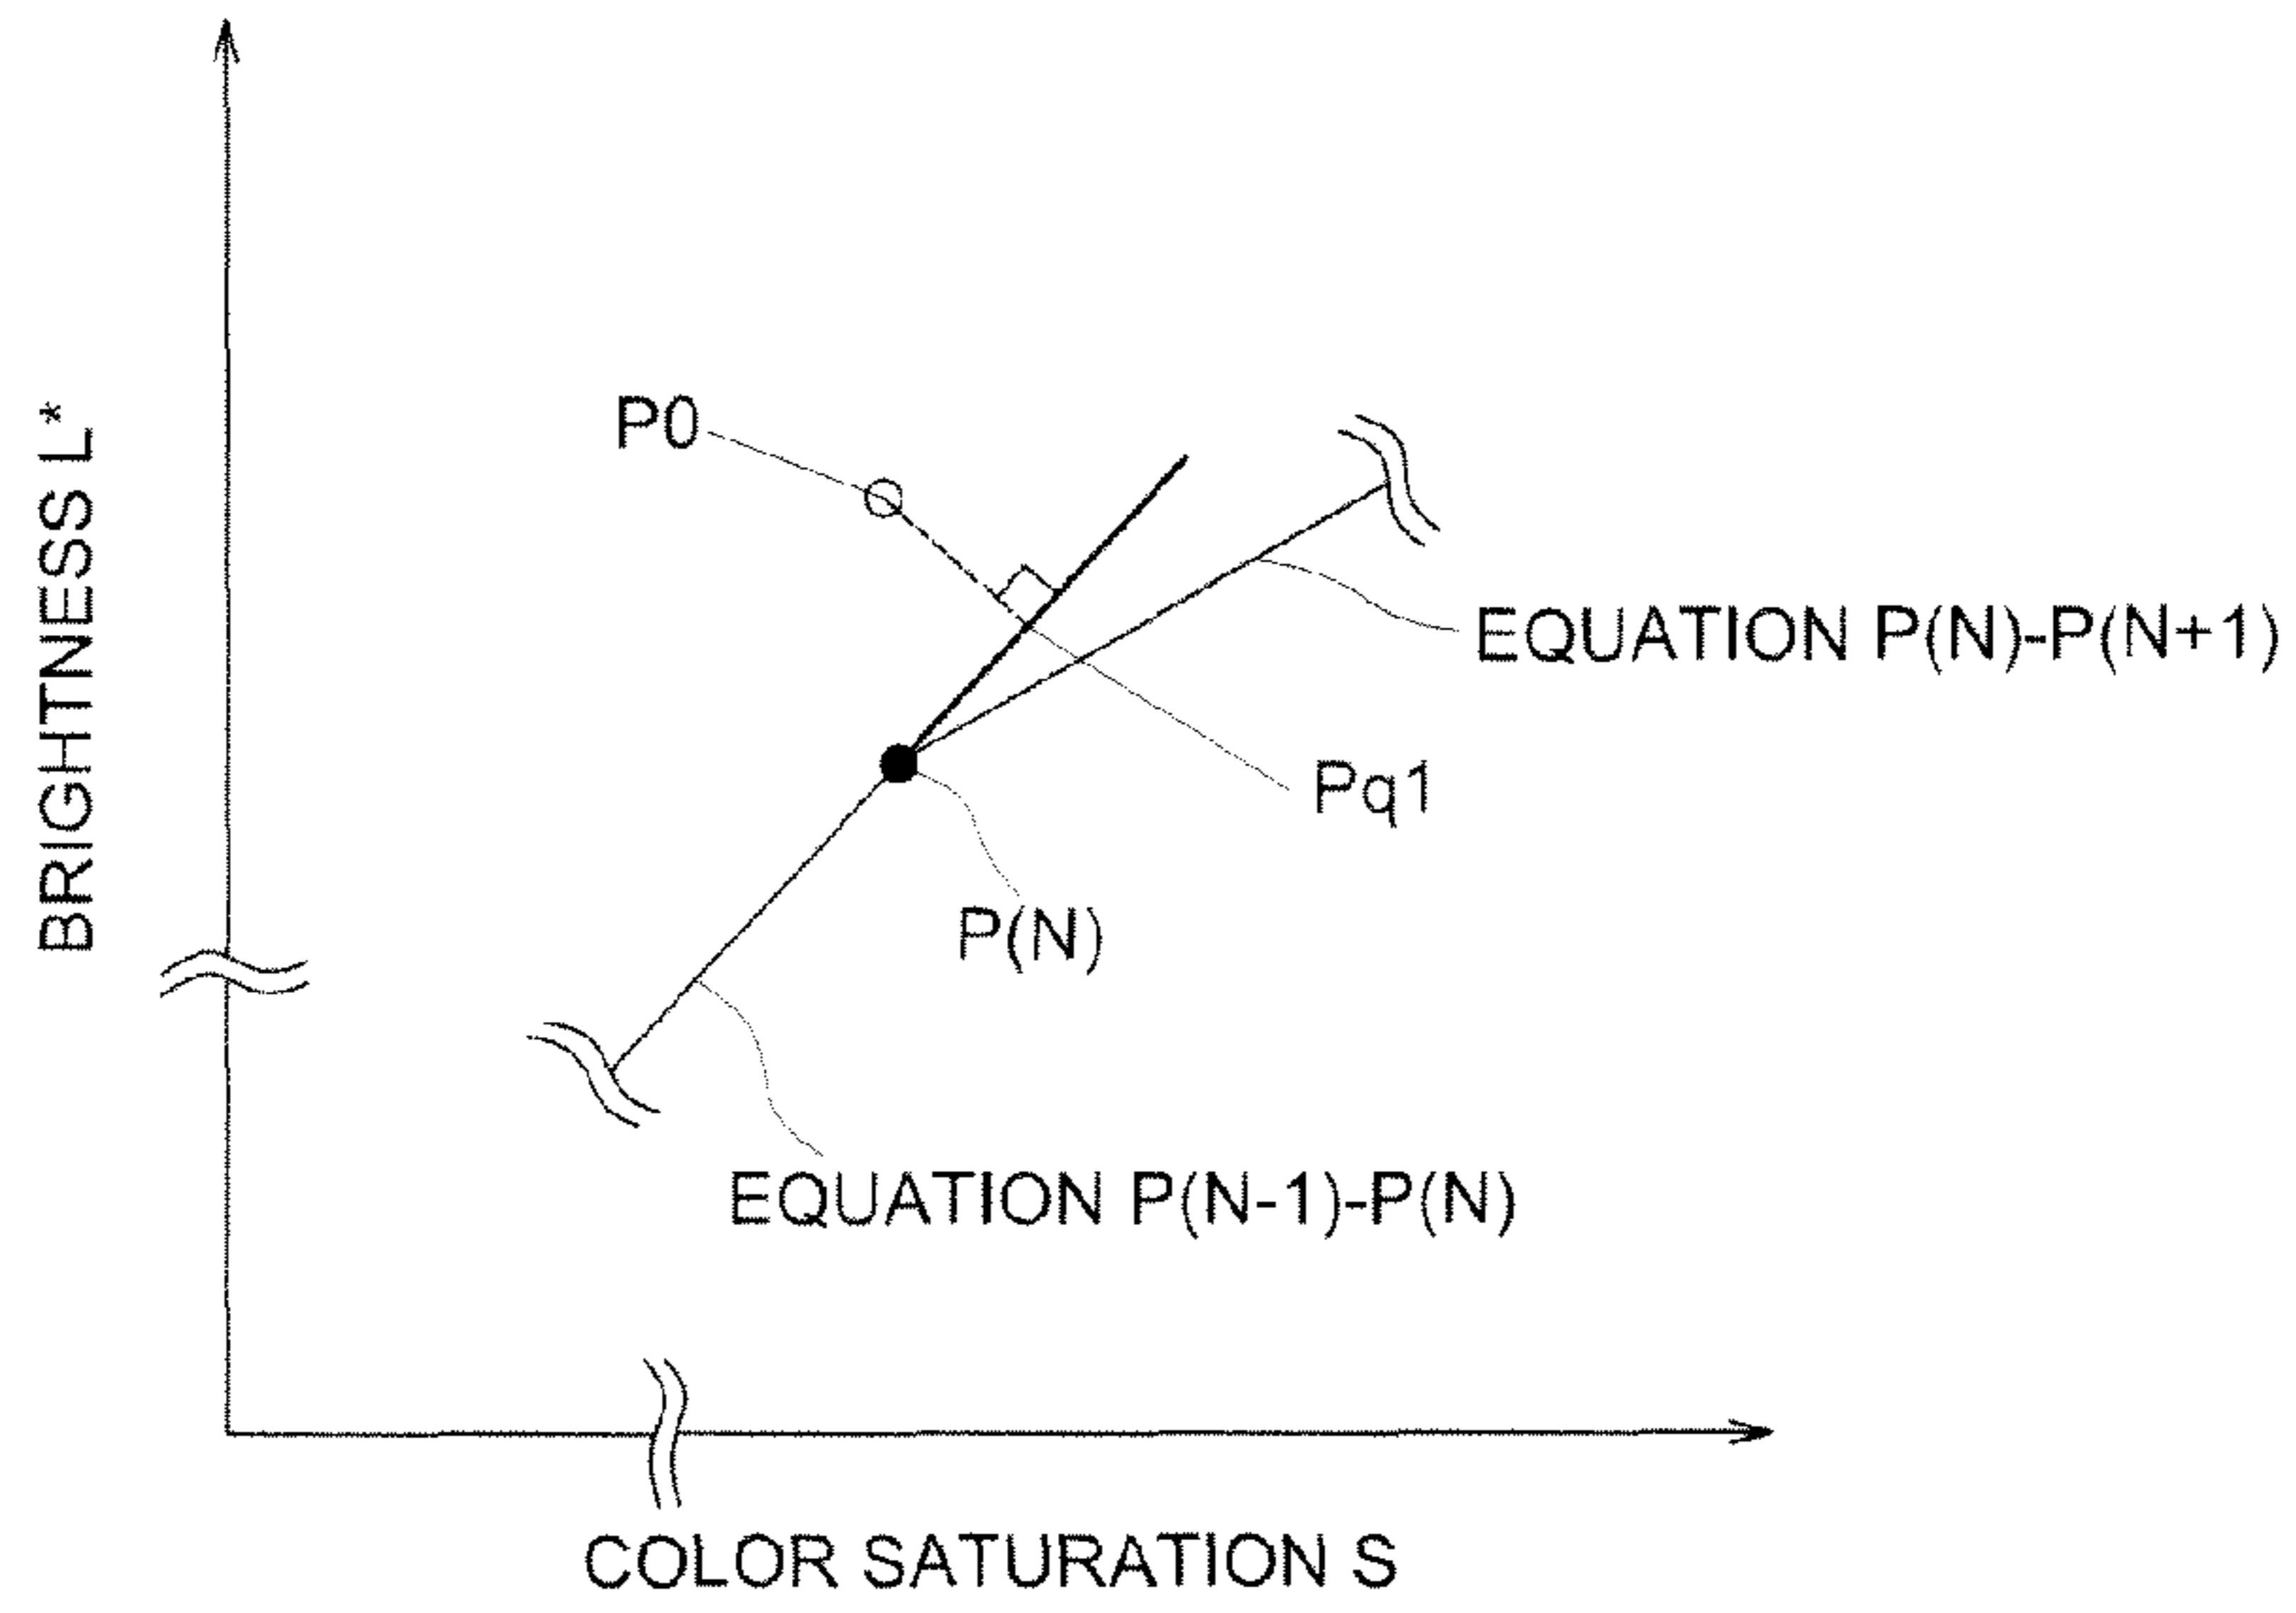 BRIGHTNESS L*
P0
EQUATION P(N)-P(N+1)
Pq1
P(N)
EQUATION P(N-1)-P(N)
COLOR SATURATION S